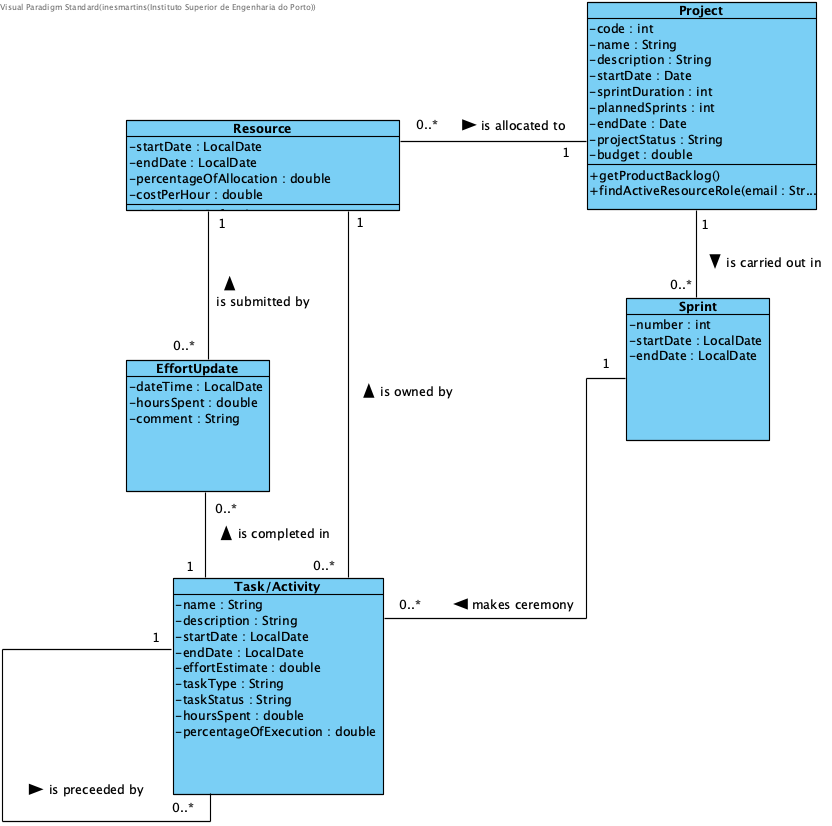 Visual Paradigm Standard(inesmartins(Instituto Superior de Engenharia do Porto))
Project
-code : int
-name : String
-description : String
-startDate : Date
-sprintDuration : int
-plannedSprints : int
-endDate : Date
-projectStatus : String
-budget : double
+getProductBacklog()
+findActiveResourceRole(email : Str...
Resource
-startDate : LocalDate
-endDate : LocalDate
-percentageOfAllocation : double
-costPerHour : double
0..*
is allocated to
1
1
is carried out in
0..*
1
1
is submitted by
0..*
Sprint
-number : int
-startDate : LocalDate
-endDate : LocalDate
1
EffortUpdate
-dateTime : LocalDate
-hoursSpent : double
-comment : String
is owned by
0..*
is completed in
1
0..*
Task/Activity
-name : String
-description : String
-startDate : LocalDate
-endDate : LocalDate
-effortEstimate : double
-taskType : String
-taskStatus : String
-hoursSpent : double
-percentageOfExecution : double
0..*
makes ceremony
1
is preceeded by
0..*